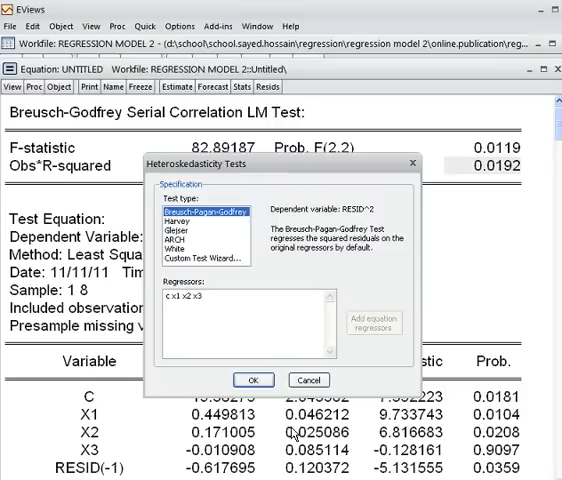 EViews
File Edit Object View Proc Quick Options Add-ins Window Help
Workfile: REGRESSION MODEL 2 - (d:\school\school.sayed.hossain\regression\regression model 2\online.publication\reg...
Equation: UNTITLED Workfile: REGRESSION MODEL 2::Untitled\
View Proc Object Print Name Freeze Estimate Forecast Stats Resids
Breusch-Godfrey Serial Correlation LM Test:
F-statistic 82.89187 Prob. F(2,2) 0.0119
Obs*R-squared 0.0192
Heteroskedasticity Tests
Specification
Test type:
Breusch-Pagan-Godfrey
Harvey
Glejser
ARCH
White
Custom Test Wizard...
Dependent variable: RESID^2
The Breusch-Pagan-Godfrey Test
regresses the squared residuals on the
original regressors by default.
Regressors:
c x1 x2 x3
Add equation
regressors
OK Cancel
Test Equation:
Dependent Variable:
Method: Least Squa
Date: 11/11/11 Tim
Sample: 1 8
Included observation
Presample missing v
Variable stic Prob.
C 0.0181
X1 0.449813 0.046212 9.733743 0.0104
X2 0.171005 0.025086 6.816683 0.0208
X3 -0.010908 0.085114 -0.128161 0.9097
RESID(-1) -0.617695 0.120372 -5.131555 0.0359